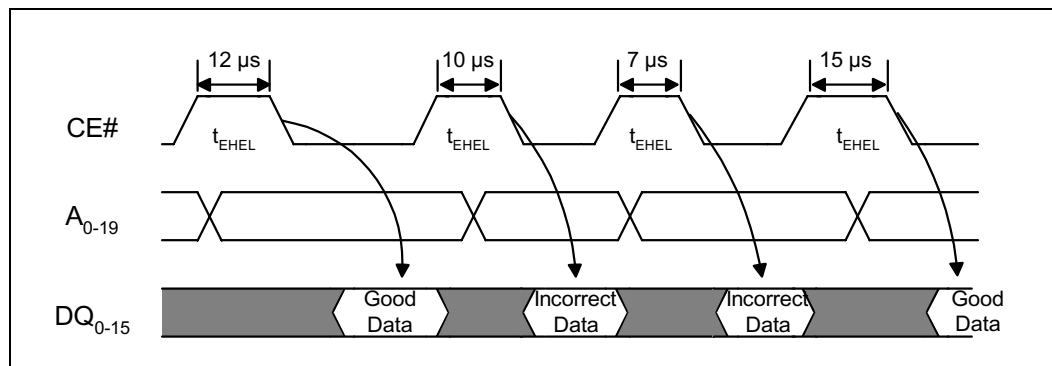 12 µs 10 µs 7 µs 15 µs
CE# tEHEL tEHEL tEHEL tEHEL
A0-19
DQ0-15 Good Data Incorrect Data Incorrect Data Good Data